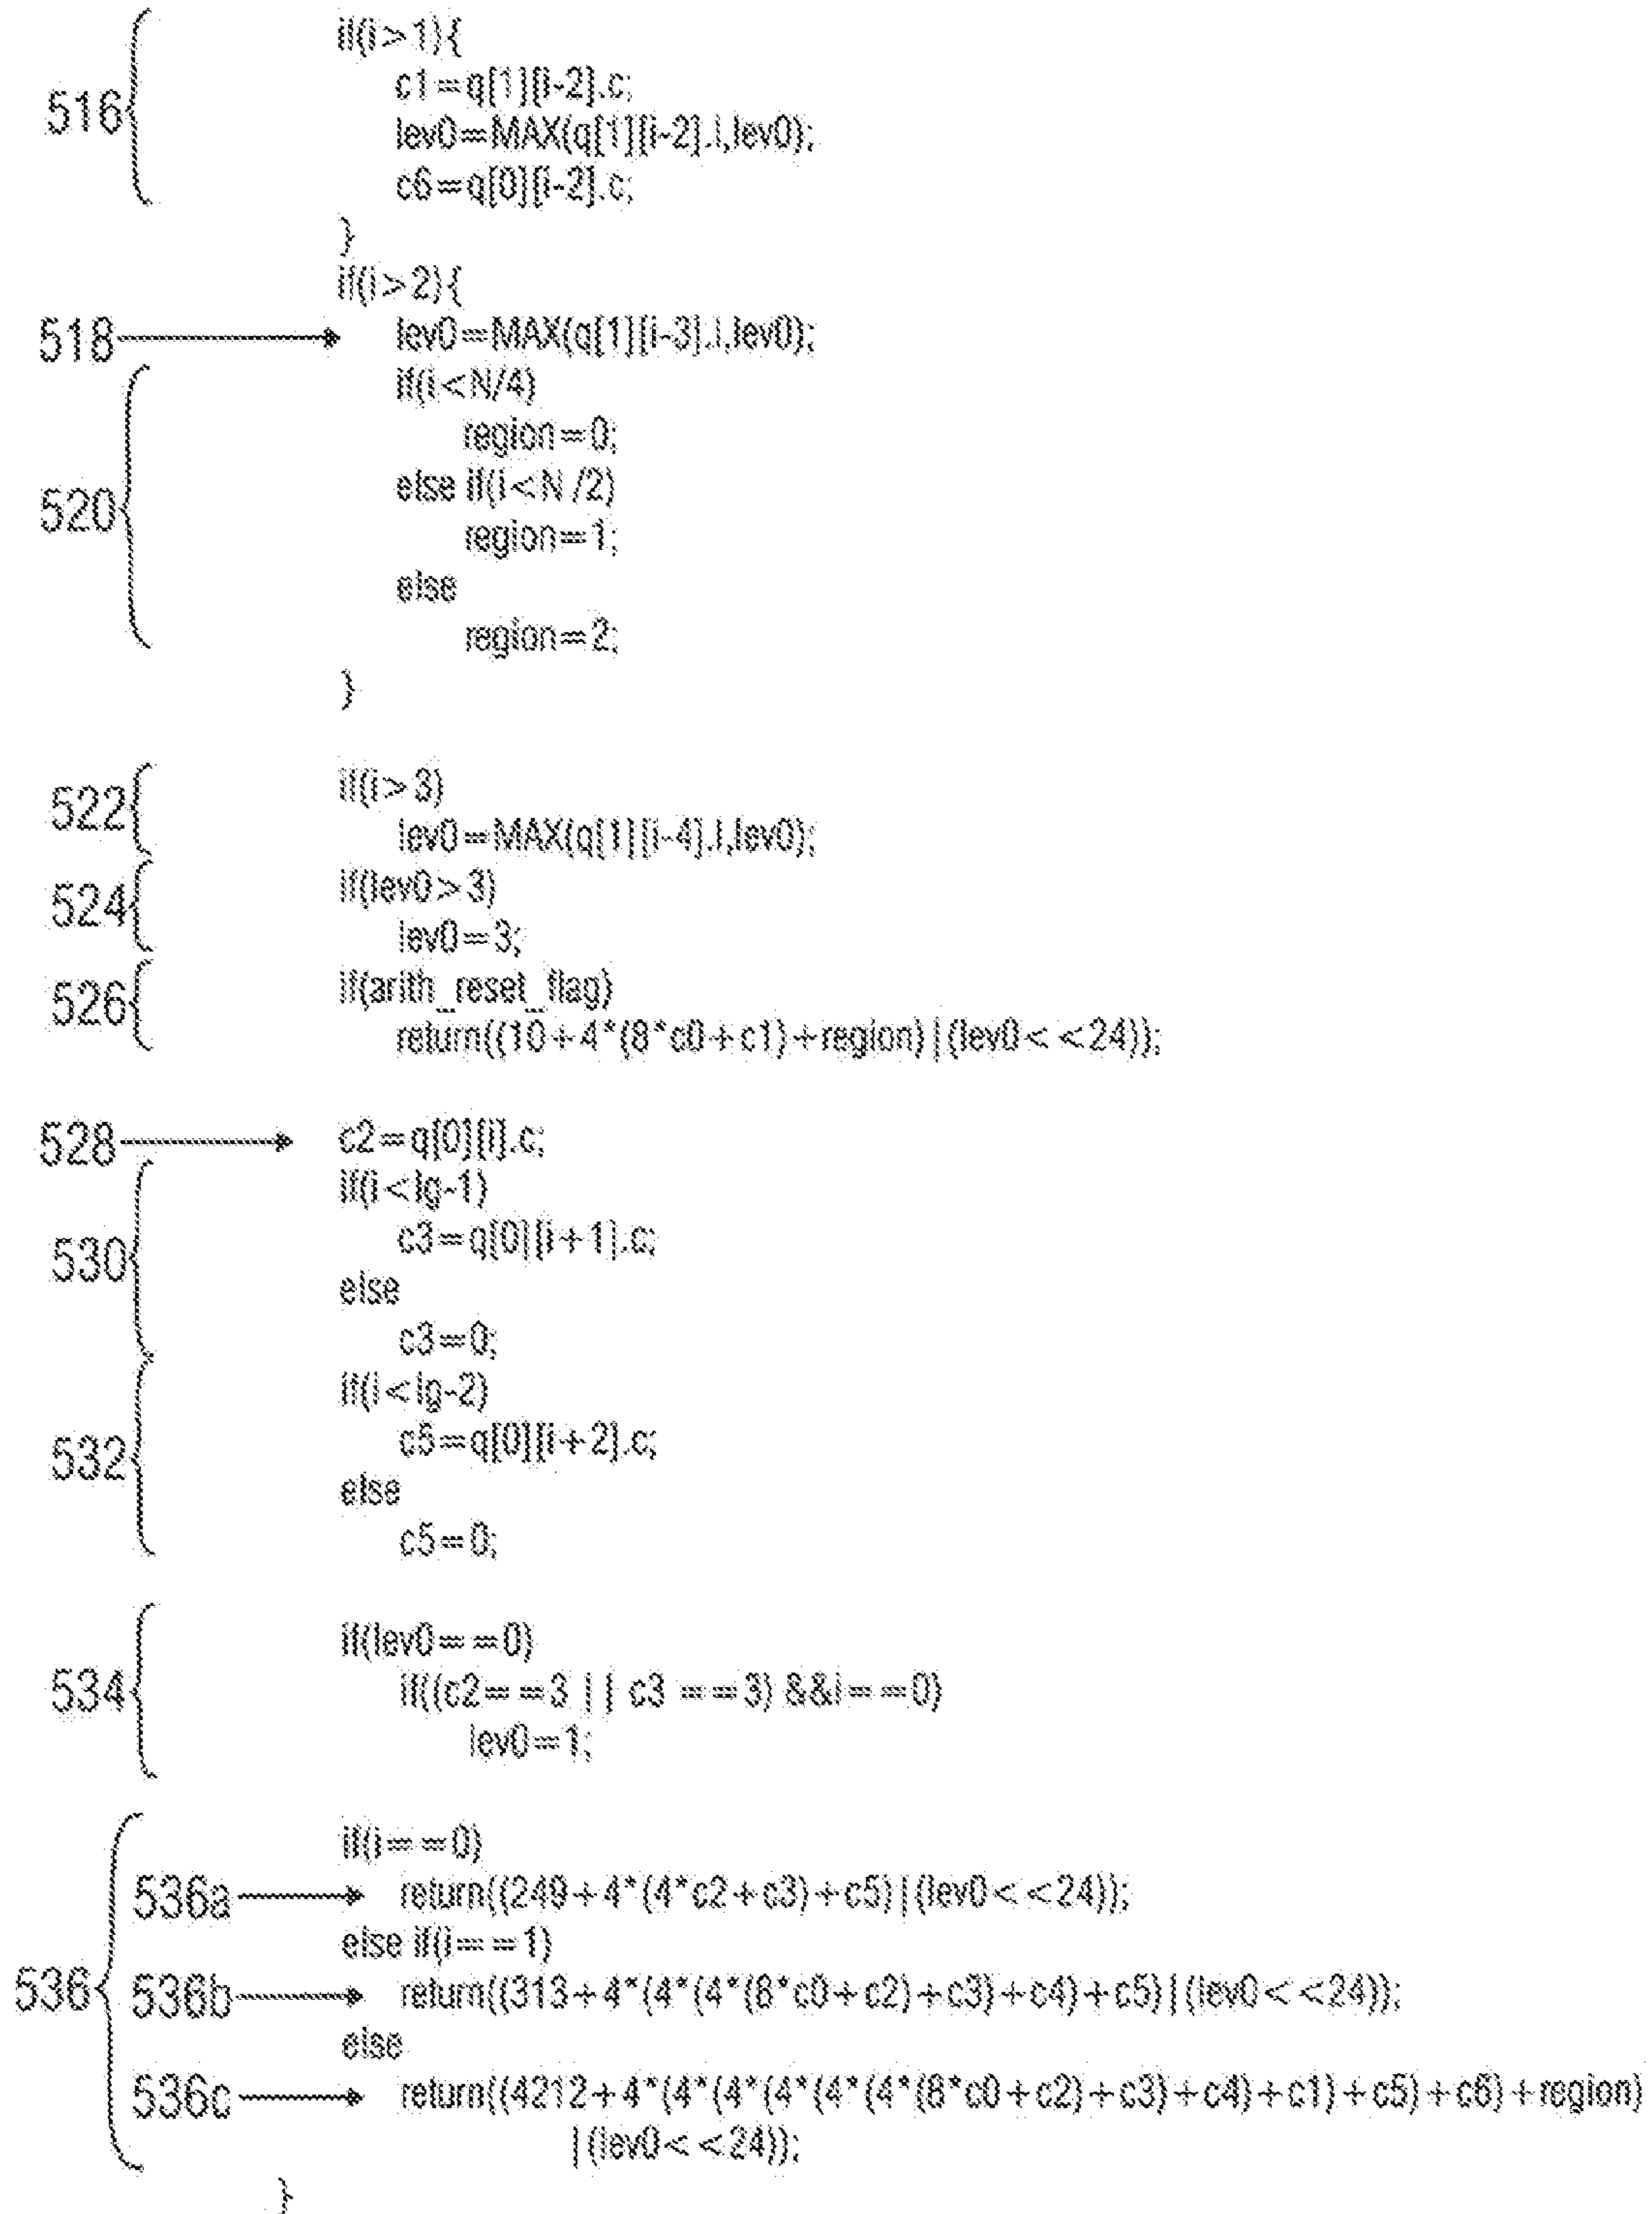 if(i>1){
516 c1=q[1][i-2].c;
lev0=MAX(q[1][i-2].l,lev0);
c6=q[0][i-2].c;
}
if(i>2){
518 lev0=MAX(q[1][i-3].l,lev0);
if(i<N/4)
region=0;
520 else if(i<N /2)
region=1;
else
region=2;
}
522 if(i>3)
lev0=MAX(q[1][i-4].l,lev0);
524 if(lev0>3)
lev0=3;
526 if(arith_reset_flag)
return((10+4*(8*c0+c1)+region)|(lev0< <24));
528 c2=q[0][i].c;
if(i<lg-1)
530 c3=q[0][i+1].c;
else
c3=0;
if(i<lg-2)
532 c5=q[0][i+2].c;
else
c5=0;
if(lev0= =0)
534 if((c2= =3 | | c3 = =3) &&i= =0)
lev0=1;
if(i= =0)
536a return((249+4*(4*c2+c3)+c5)|(lev0< <24));
else if(i= =1)
536 536b return((313+4*(4*(4*(8*c0+c2)+c3)+c4)+c5)|(lev0< <24));
else
536c return((4212+4*(4*(4*(4*(4*(4*(8*c0+c2)+c3)+c4)+c1)+c5)+c6)+region)
|(lev0< <24));
}